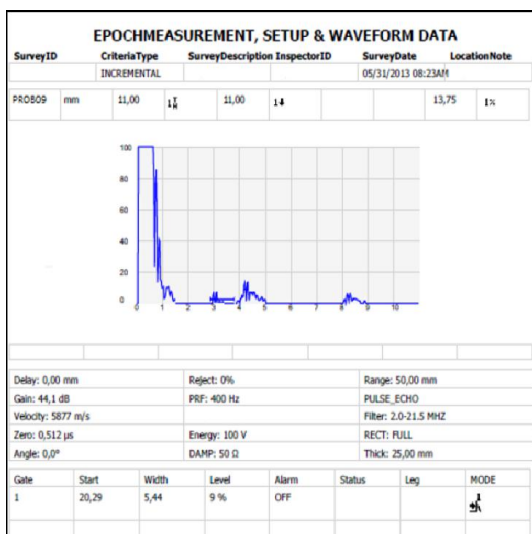 EPOCHMEASUREMENT, SETUP & WAVEFORM DATA
SurveyID CriteriaType SurveyDescription InspectorID SurveyDate LocationNote
INCREMENTAL 05/31/2013 08:23AM
PROB09 mm 11,00 11,00 1 13,75 1%
100
80
60
40
20
0
0 1 2 3 4 5 6 7 8 9 10
Delay: 0,00 mm Reject: 0% Range: 50,00 mm
Gain: 44,1 dB PRF: 400 Hz PULSE_ECHO
Velocity: 5877 m/s Filter: 2.0-21.5 MHZ
Zero: 0,512 µs Energy: 100 V RECT: FULL
Angle: 0,0° DAMP: 50 Ω Thick: 25,00 mm
Gate Start Width Level Alarm Status Leg MODE
1 20,29 5,44 9 % OFF